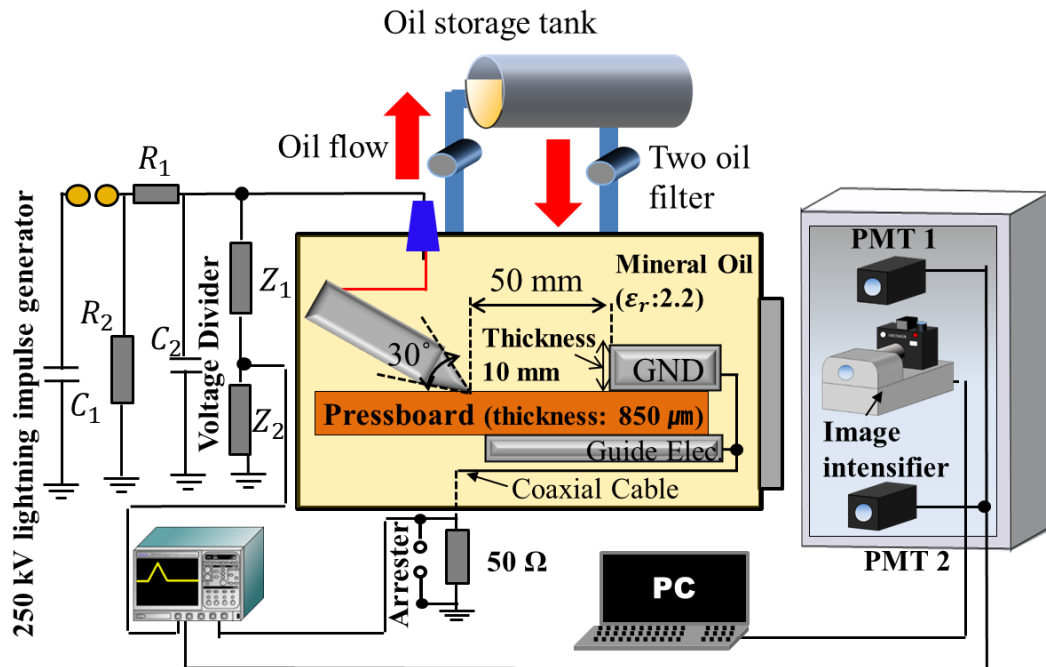 Oil storage tank
Oil flow
Two oil
filter
250 kV lightning impulse generator
R₁
R₂
C₁
C₂
Voltage Divider
Z₁
Z₂
50 mm
Mineral Oil
(εᵣ:2.2)
30°
Thickness
10 mm
GND
Pressboard (thickness: 850 ㎛)
Guide Elec.
Coaxial Cable
Arrester
50 Ω
PC
PMT 1
Image
intensifier
PMT 2